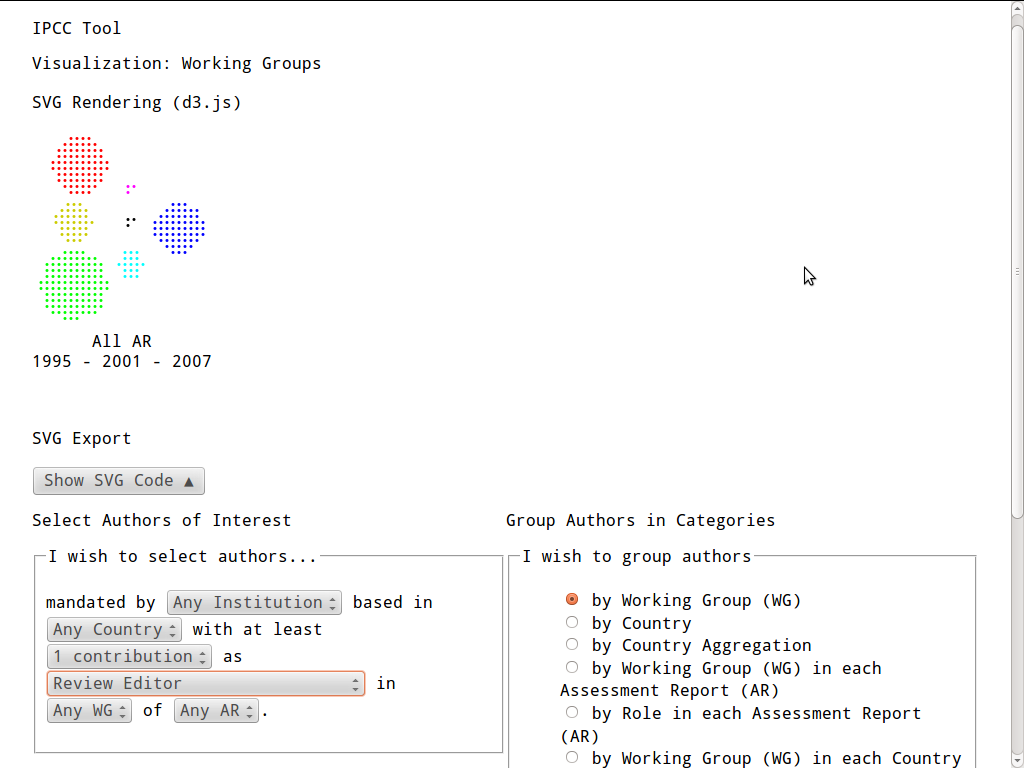 IPCC Tool
Visualization: Working Groups
SVG Rendering (d3.js)
All AR
1995 - 2001 - 2007
SVG Export
Show SVG Code ▲
Select Authors of Interest
I wish to select authors...
mandated by Any Institution based in
Any Country with at least
1 contribution as
Review Editor in
Any WG of Any AR.
Group Authors in Categories
I wish to group authors
by Working Group (WG)
by Country
by Country Aggregation
by Working Group (WG) in each
Assessment Report (AR)
by Role in each Assessment Report
(AR)
by Working Group (WG) in each Country